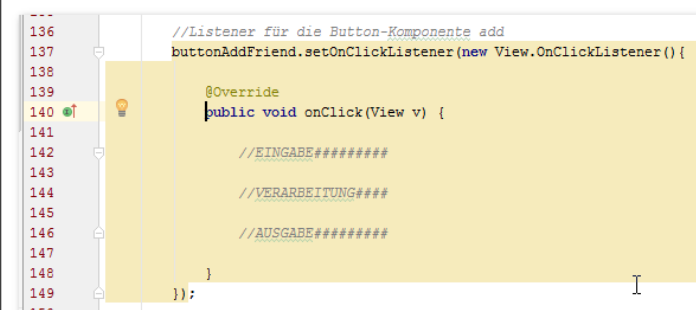 136 //Listener für die Button-Komponente add
137 buttonAddFriend.setOnClickListener(new View.OnClickListener(){
138
139 @Override
140 public void onClick(View v) {
141
142 //EINGABE#########
143
144 //VERARBEITUNG####
145
146 //AUSGABE#########
147
148 }
149 });